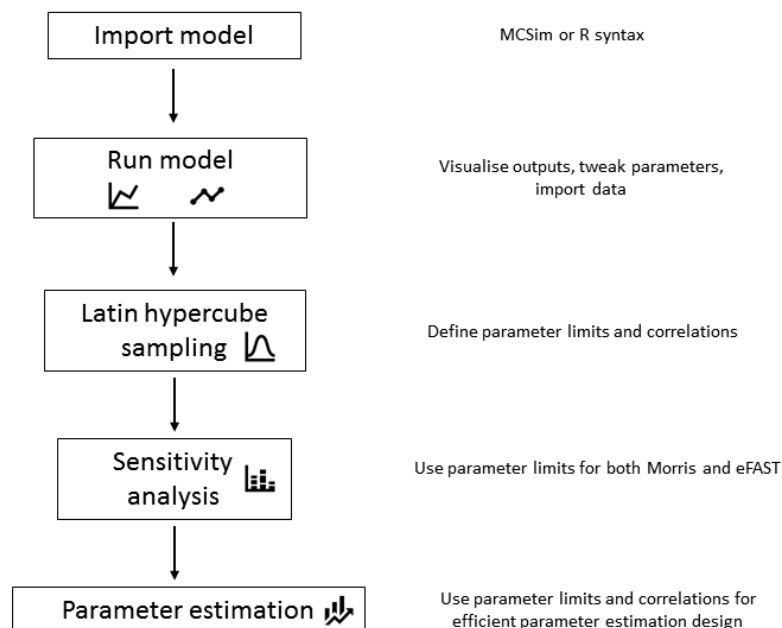 Import model
MCSim or R syntax
Run model
Visualise outputs, tweak parameters,
import data
Latin hypercube
sampling
Define parameter limits and correlations
Sensitivity
analysis
Use parameter limits for both Morris and eFAST
Parameter estimation
Use parameter limits and correlations for
efficient parameter estimation design